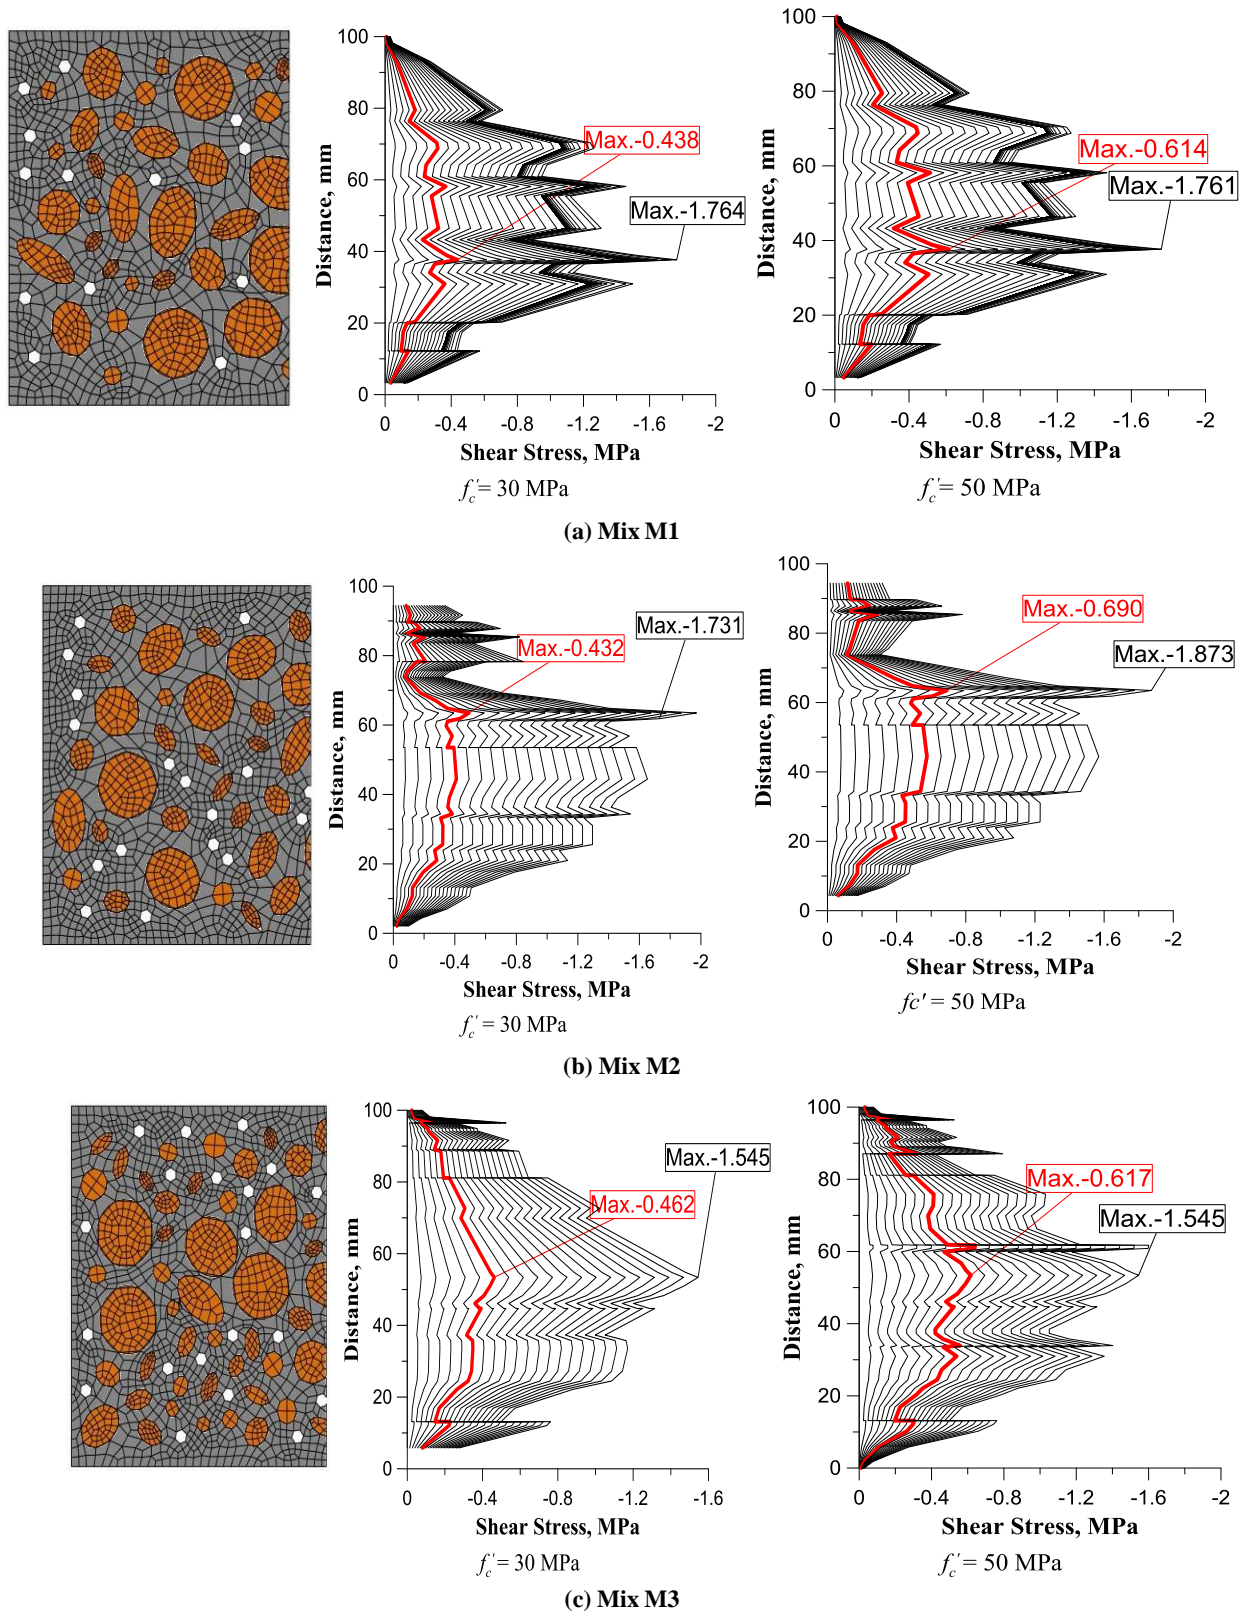 100
80
60
40
20
0
Distance, mm
Max.-0.438
Max.-1.764
0 -0.4 -0.8 -1.2 -1.6 -2
Shear Stress, MPa
f'c= 30 MPa
100
80
60
40
20
0
Distance, mm
Max.-0.614
Max.-1.761
0 -0.4 -0.8 -1.2 -1.6 -2
Shear Stress, MPa
f'c= 50 MPa
(a) Mix M1
100
80
60
40
20
0
Distance, mm
Max.-0.432
Max.-1.731
0 -0.4 -0.8 -1.2 -1.6 -2
Shear Stress, MPa
f'c = 30 MPa
100
80
60
40
20
0
Distance, mm
Max.-0.690
Max.-1.873
0 -0.4 -0.8 -1.2 -1.6 -2
Shear Stress, MPa
fc' = 50 MPa
(b) Mix M2
100
80
60
40
20
0
Distance, mm
Max.-1.545
Max.-0.462
0 -0.4 -0.8 -1.2 -1.6
Shear Stress, MPa
f'c= 30 MPa
100
80
60
40
20
0
Distance, mm
Max.-0.617
Max.-1.545
0 -0.4 -0.8 -1.2 -1.6 -2
Shear Stress, MPa
f'c= 50 MPa
(c) Mix M3